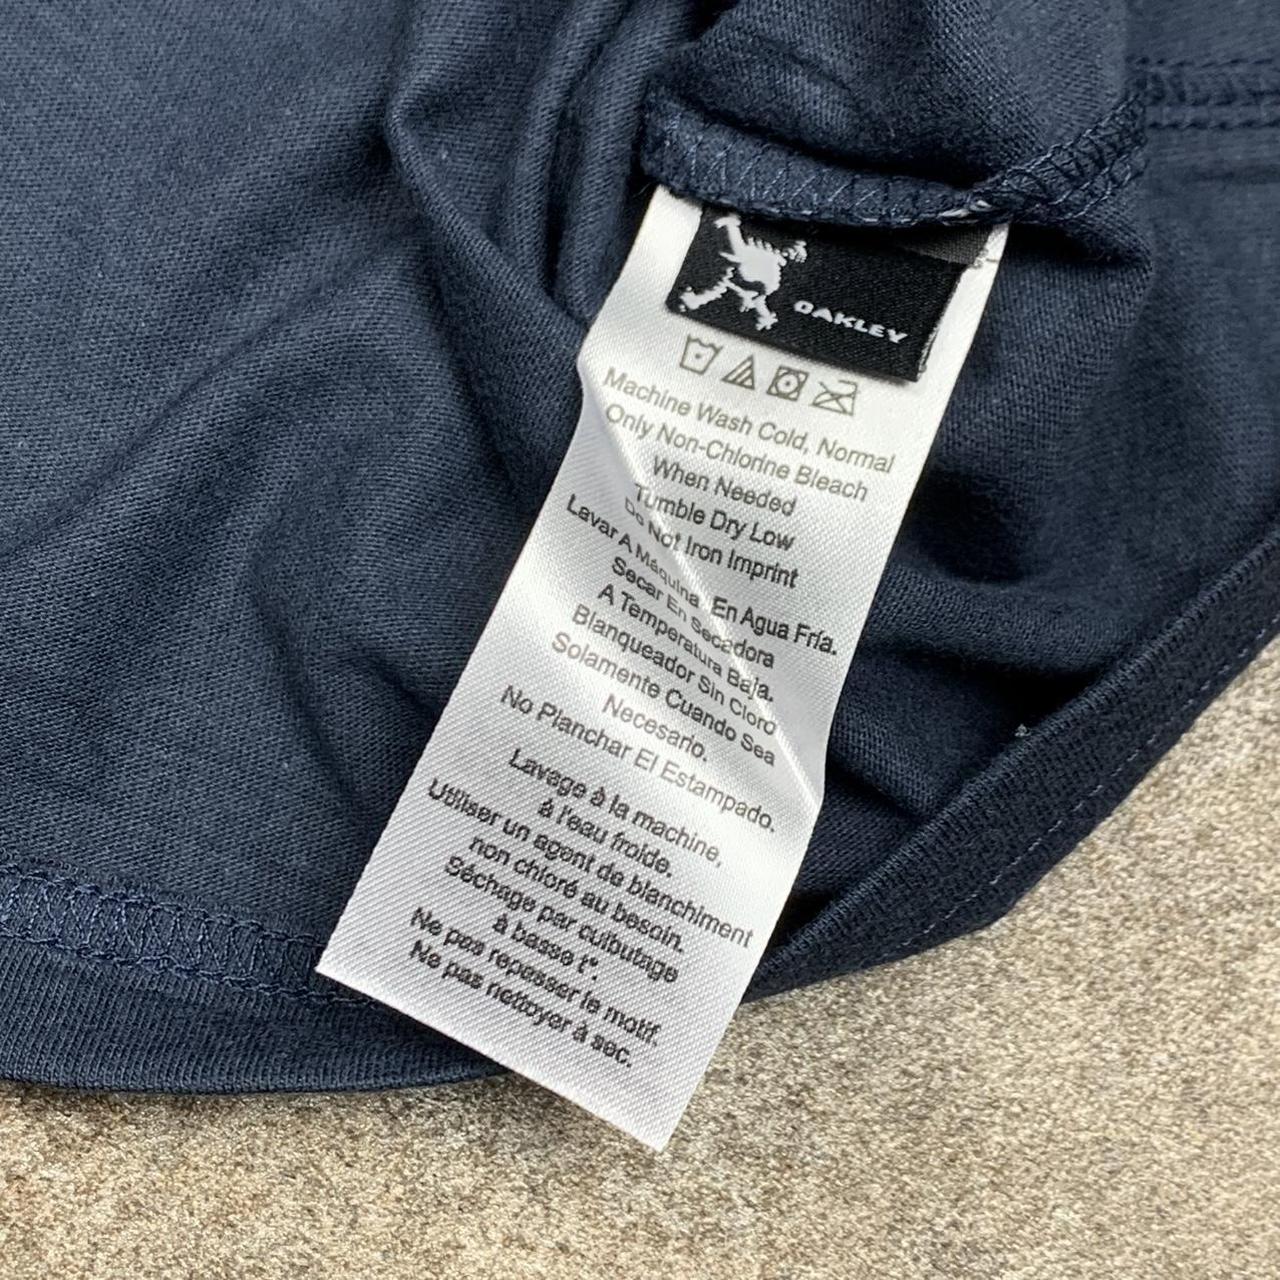 OAKLEY
Machine Wash Cold, Normal
Only Non-Chlorine Bleach
When Needed
Tumble Dry Low
Do Not Iron Imprint
Lavar A Máquina En Agua Fría.
Secar En Secadora
A Temperatura Baja.
Blanqueador Sin Cloro
Solamente Cuando Sea
Necesario.
No Planchar El Estampado.
Lavage à la machine,
à l'eau froide.
Utiliser un agent de blanchiment
non chloré au besoin.
Séchage par culbutage
à basse t°.
Ne pas repasser le motif.
Ne pas nettoyer à sec.